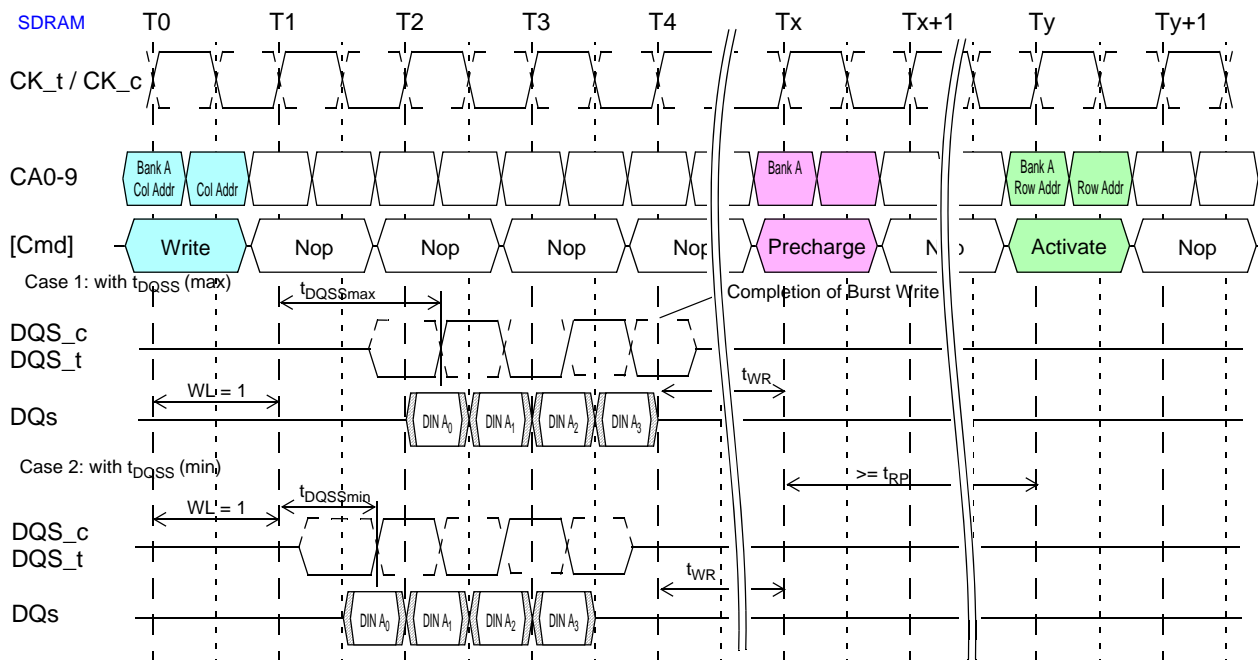 SDRAM T0 T1 T2 T3 T4 Tx Tx+1 Ty Ty+1
CK_t / CK_c
CA0-9 Bank A Col Addr Col Addr Bank A Bank A Row Addr Row Addr
[Cmd] Write Nop Nop Nop Nop Precharge Nop Activate Nop
Case 1: with tDQSS (max)
tDQSSmax
Completion of Burst Write
DQS_c
DQS_t
WL = 1
tWR
DQs DIN A0 DIN A1 DIN A2 DIN A3
Case 2: with tDQSS (min)
>= tRP
tDQSSmin
WL = 1
DQS_c
DQS_t
tWR
DQs DIN A0 DIN A1 DIN A2 DIN A3